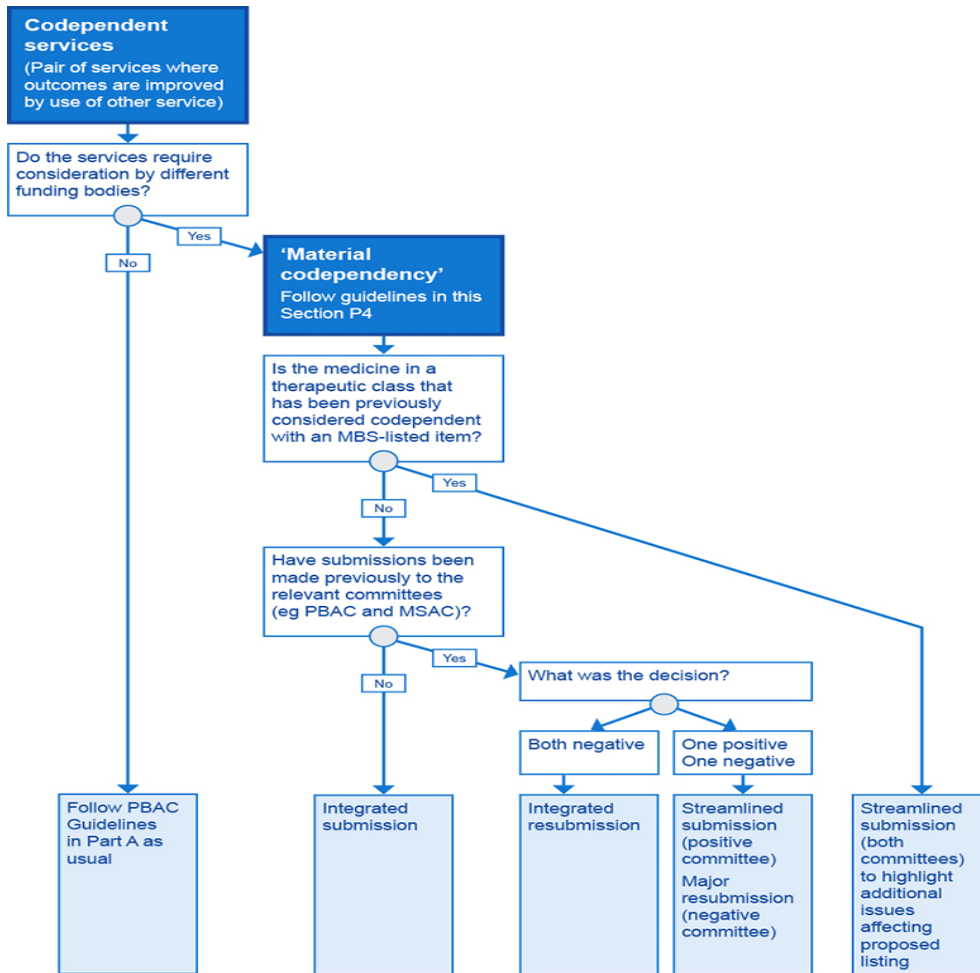 Codependent
services
(Pair of services where
outcomes are improved
by use of other service)
Do the services require
consideration by different
funding bodies?
Yes
No
‘Material
codependency’
Follow guidelines in this
Section P4
Is the medicine in a
therapeutic class that
has been previously
considered codependent
with an MBS-listed item?
Yes
No
Have submissions been
made previously to the
relevant committees
(eg PBAC and MSAC)?
Yes
No
What was the decision?
Both negative
One positive
One negative
Follow PBAC
Guidelines
in Part A as
usual
Integrated
submission
Integrated
resubmission
Streamlined
submission
(positive
committee)
Major
resubmission
(negative
committee)
Streamlined
submission
(both
committees)
to highlight
additional
issues
affecting
proposed
listing